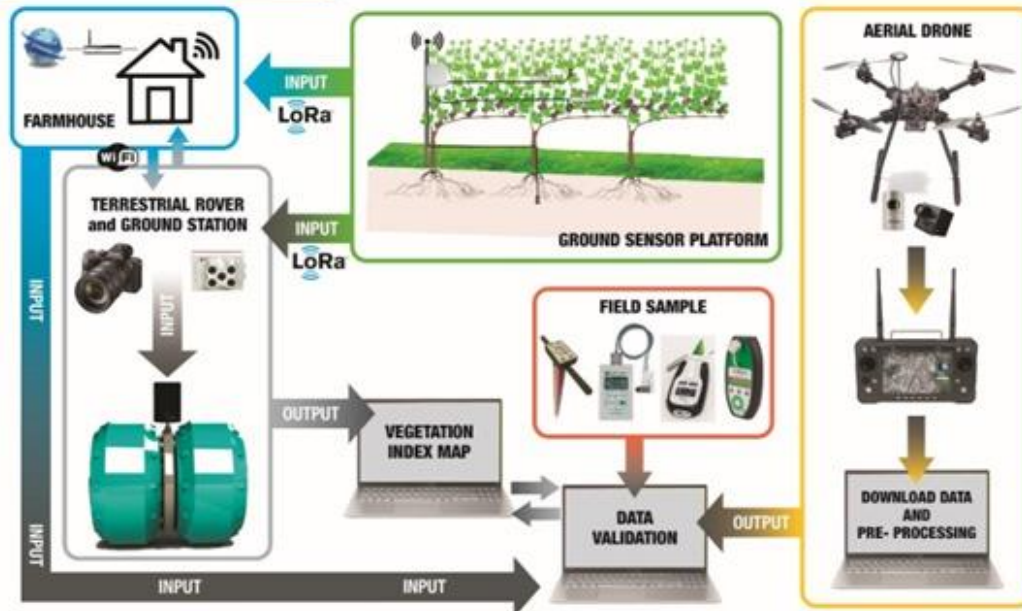 FARMHOUSE
WiFi
INPUT
LoRa
INPUT
LoRa
GROUND SENSOR PLATFORM
AERIAL DRONE
TERRESTRIAL ROVER
and GROUND STATION
INPUT
INPUT
FIELD SAMPLE
OUTPUT
VEGETATION
INDEX MAP
DATA
VALIDATION
OUTPUT
DOWNLOAD DATA
AND
PRE- PROCESSING
INPUT
INPUT
INPUT